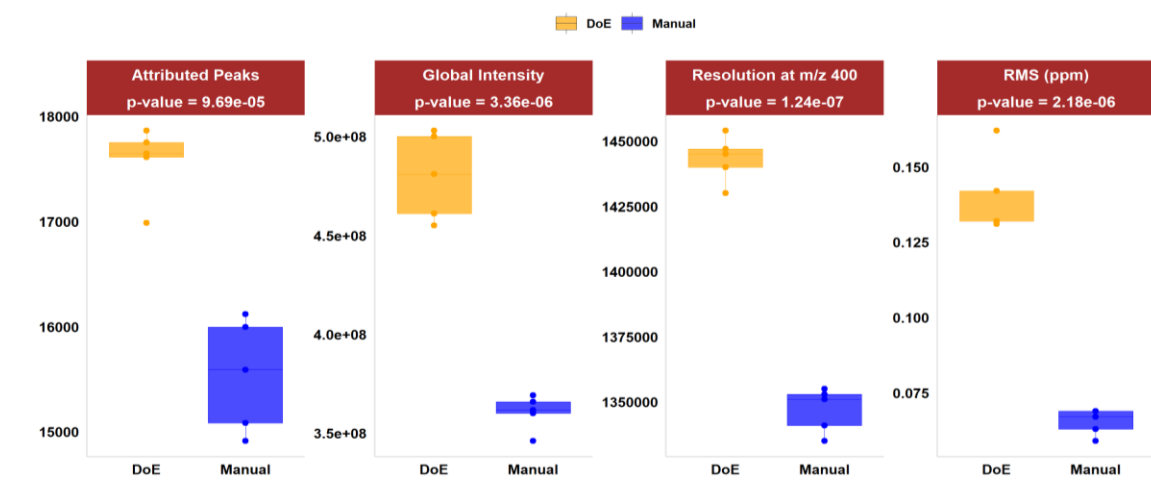 DoE Manual
Attributed Peaks
p-value = 9.69e-05
18000
17000
16000
15000
DoE Manual
Global Intensity
p-value = 3.36e-06
5.0e+08
4.5e+08
4.0e+08
3.5e+08
DoE Manual
Resolution at m/z 400
p-value = 1.24e-07
1450000
1425000
1400000
1375000
1350000
DoE Manual
RMS (ppm)
p-value = 2.18e-06
0.150
0.125
0.100
0.075
DoE Manual